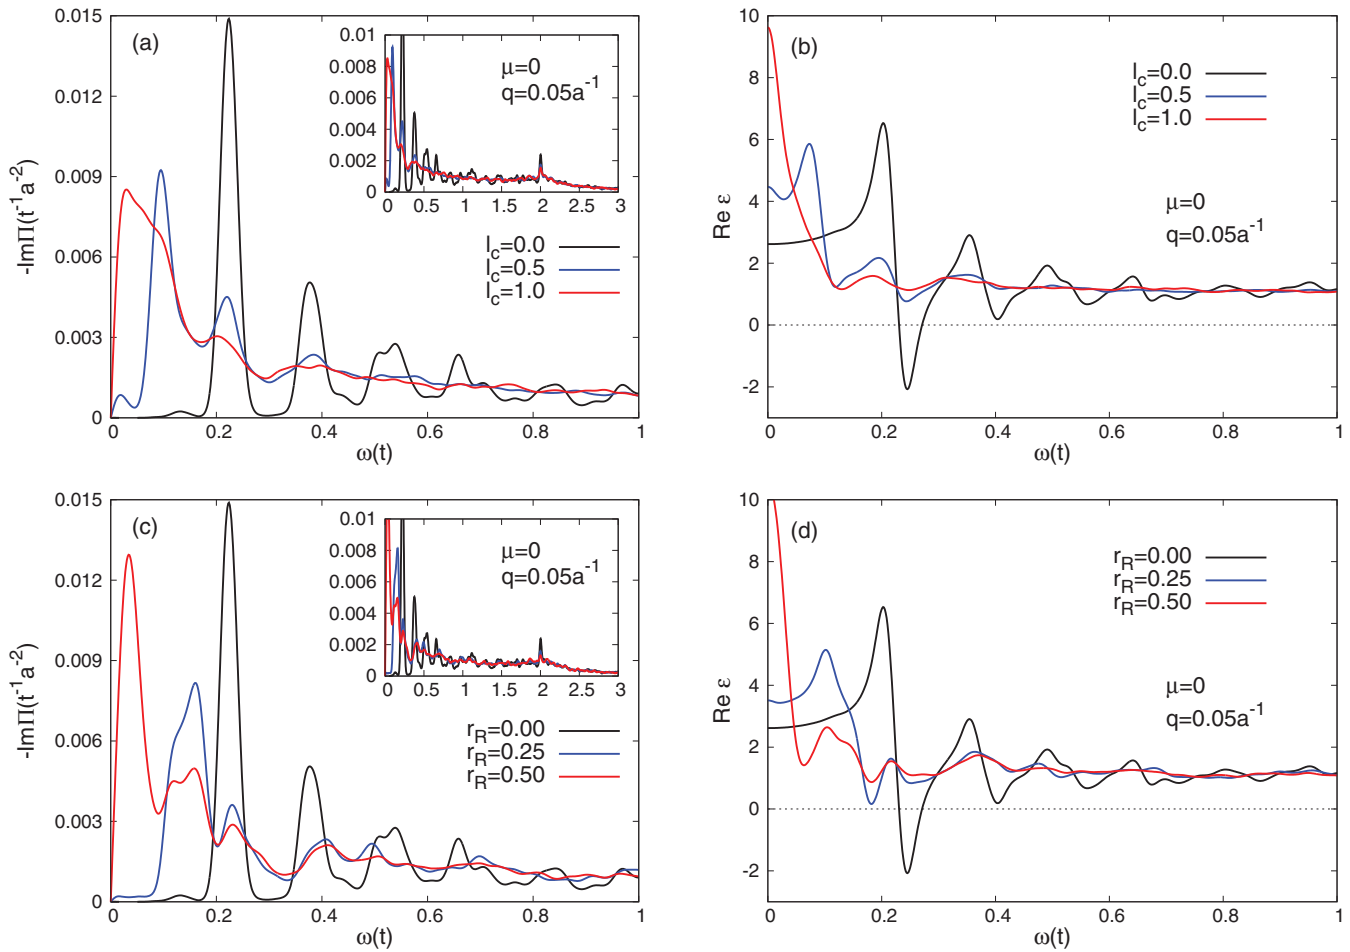 (a)
-ImΠ(t⁻¹a⁻²)
0.015
0.012
0.009
0.006
0.003
0
0 0.2 0.4 0.6 0.8 1
ω(t)
0.01
0.008
0.006
0.004
0.002
0
0 0.5 1 1.5 2 2.5 3
μ=0
q=0.05a⁻¹
l_c=0.0
l_c=0.5
l_c=1.0
(b)
Re ε
10
8
6
4
2
0
-2
0 0.2 0.4 0.6 0.8 1
ω(t)
l_c=0.0
l_c=0.5
l_c=1.0
μ=0
q=0.05a⁻¹
(c)
-ImΠ(t⁻¹a⁻²)
0.015
0.012
0.009
0.006
0.003
0
0 0.2 0.4 0.6 0.8 1
ω(t)
0.01
0.008
0.006
0.004
0.002
0
0 0.5 1 1.5 2 2.5 3
μ=0
q=0.05a⁻¹
r_R=0.00
r_R=0.25
r_R=0.50
(d)
Re ε
10
8
6
4
2
0
-2
0 0.2 0.4 0.6 0.8 1
ω(t)
r_R=0.00
r_R=0.25
r_R=0.50
μ=0
q=0.05a⁻¹